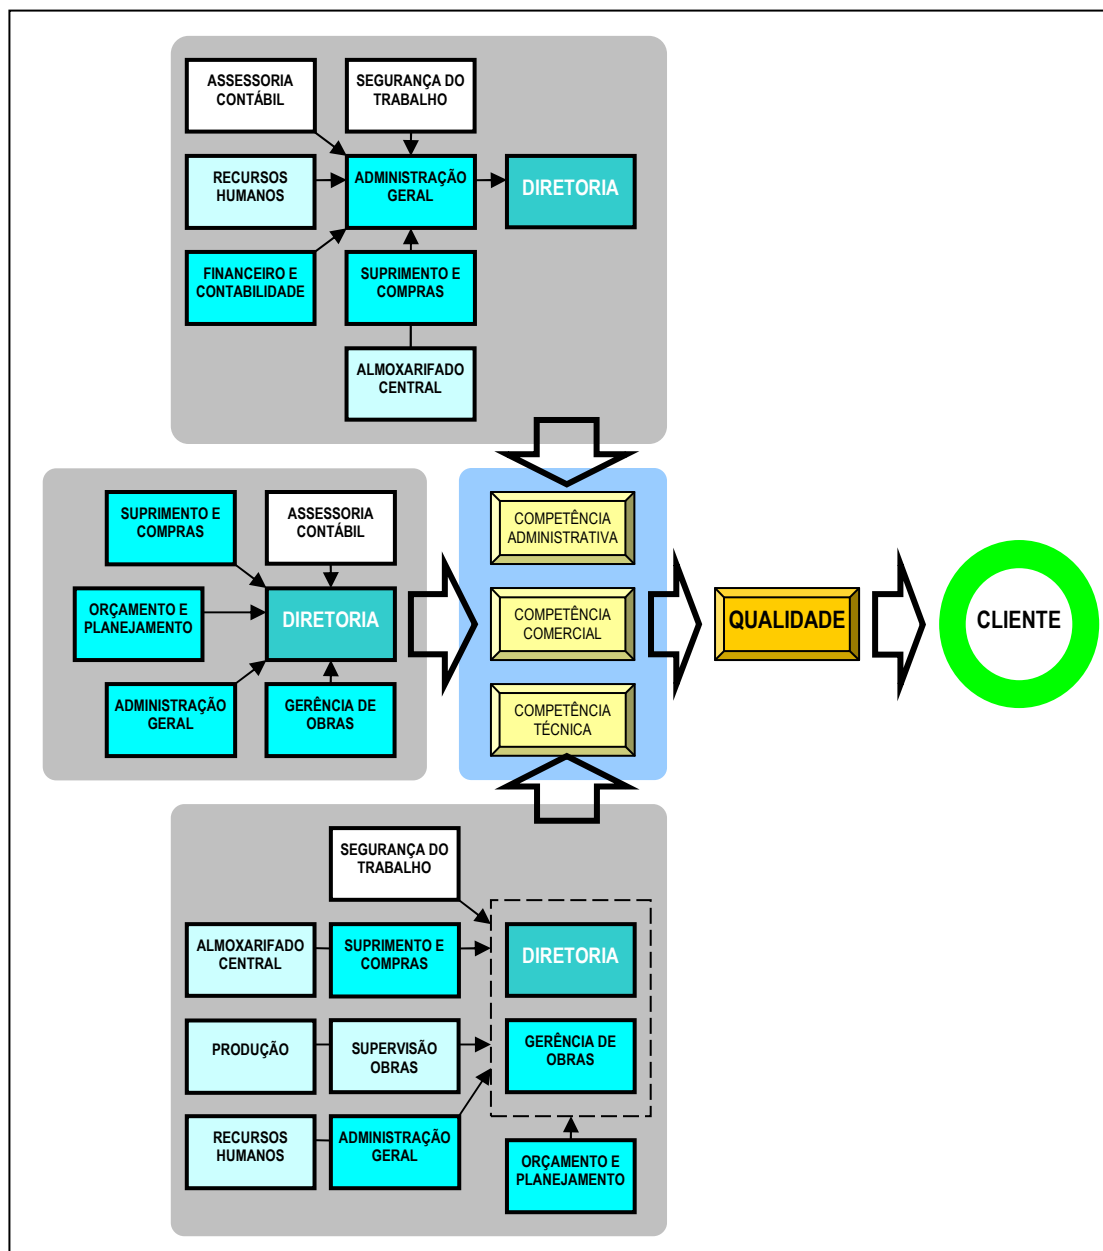 ASSESSORIA
CONTÁBIL
SEGURANÇA DO
TRABALHO
RECURSOS
HUMANOS
ADMINISTRAÇÃO
GERAL
DIRETORIA
FINANCEIRO E
CONTABILIDADE
SUPRIMENTO E
COMPRAS
ALMOXARIFADO
CENTRAL
SUPRIMENTO E
COMPRAS
ASSESSORIA
CONTÁBIL
ORÇAMENTO E
PLANEJAMENTO
DIRETORIA
ADMINISTRAÇÃO
GERAL
GERÊNCIA DE
OBRAS
COMPETÊNCIA
ADMINISTRATIVA
COMPETÊNCIA
COMERCIAL
COMPETÊNCIA
TÉCNICA
QUALIDADE
CLIENTE
SEGURANÇA DO
TRABALHO
ALMOXARIFADO
CENTRAL
SUPRIMENTO E
COMPRAS
DIRETORIA
PRODUÇÃO
SUPERVISÃO
OBRAS
GERÊNCIA DE
OBRAS
RECURSOS
HUMANOS
ADMINISTRAÇÃO
GERAL
ORÇAMENTO E
PLANEJAMENTO